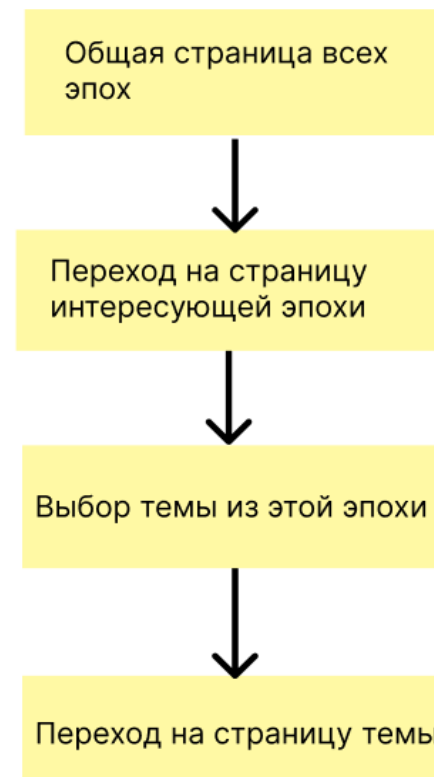 Общая страница всех
эпох
Переход на страницу
интересующей эпохи
Выбор темы из этой эпохи
Переход на страницу темы